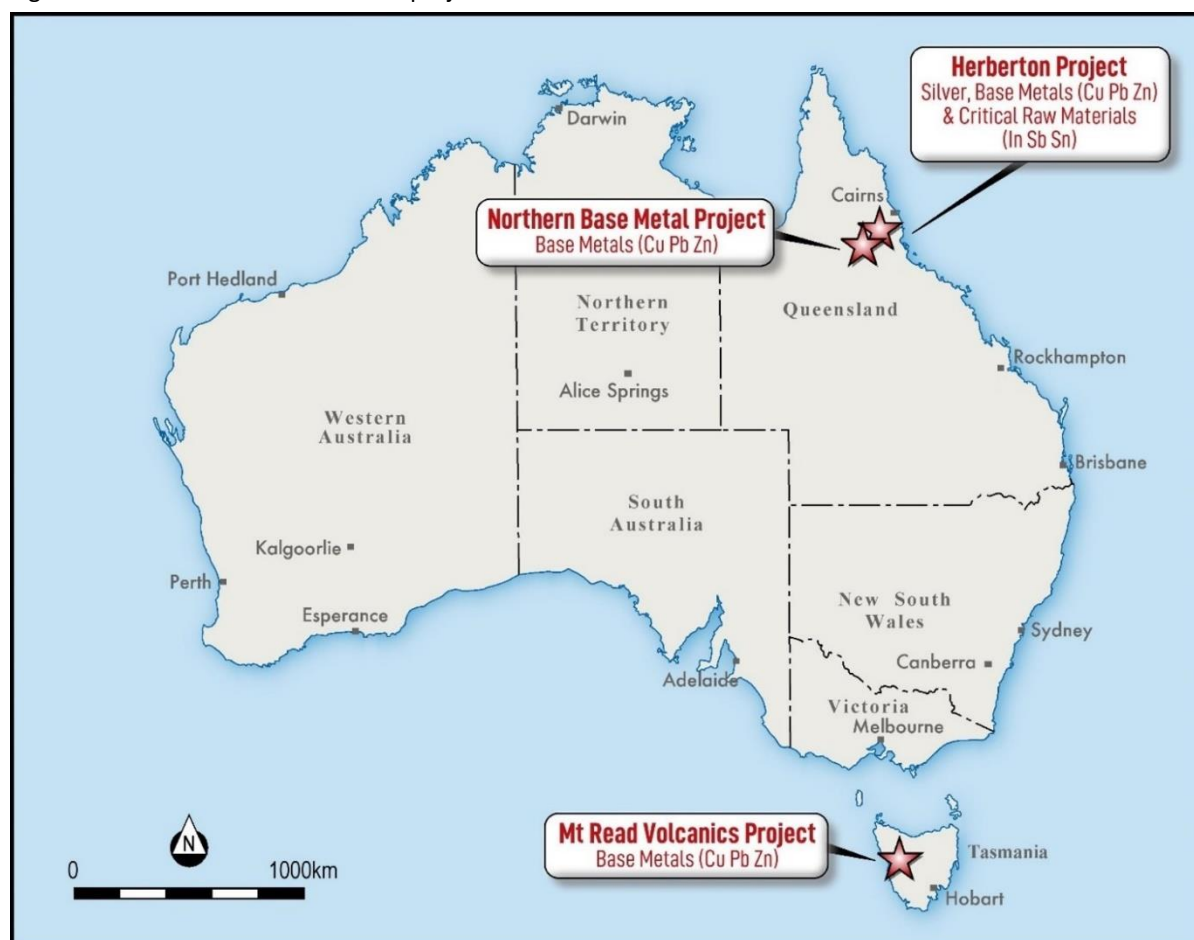 Herberton Project
Silver, Base Metals (Cu Pb Zn)
& Critical Raw Materials
(In Sb Sn)
Darwin
Cairns
Northern Base Metal Project
Base Metals (Cu Pb Zn)
Port Hedland
Northern
Territory
Queensland
Rockhampton
Alice Springs
Western
Australia
Brisbane
South
Australia
Kalgoorlie
Perth
Esperance
New South
Wales
Sydney
Canberra
Adelaide
Victoria
Melbourne
Mt Read Volcanics Project
Base Metals (Cu Pb Zn)
Tasmania
Hobart
N
0 1000km